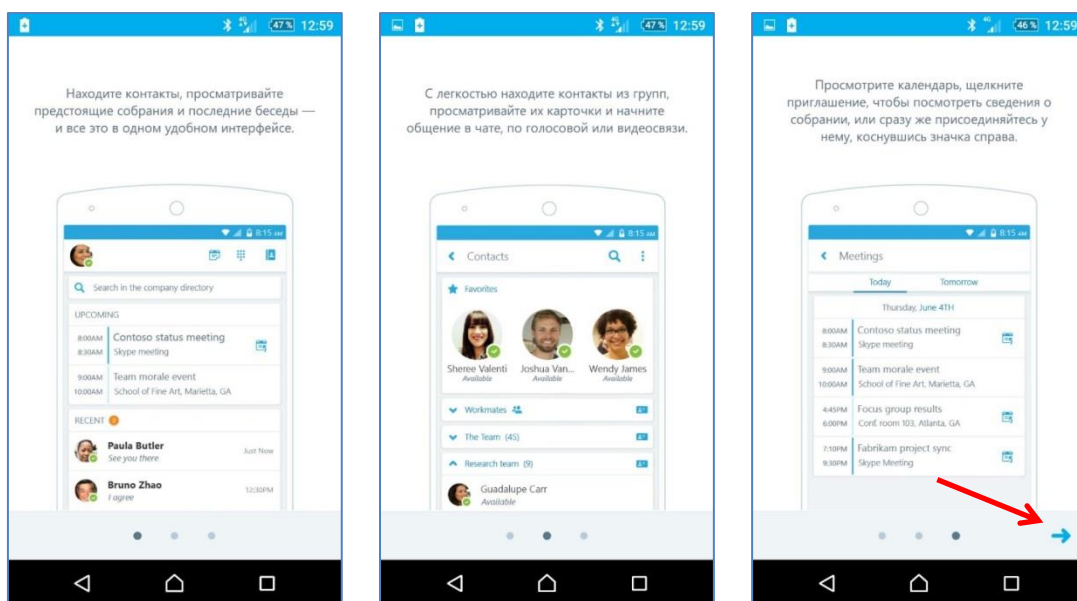 47% 12:59
Находите контакты, просматривайте
предстоящие собрания и последние беседы —
и все это в одном удобном интерфейсе.
8:15 AM
Search in the company directory
UPCOMING
8:00AM Contoso status meeting
8:30AM Skype meeting
9:00AM Team morale event
10:00AM School of Fine Art, Marietta, GA
RECENT
Paula Butler
See you there
Just Now
Bruno Zhao
I agree
12:30PM
4G 47% 12:59
С легкостью находите контакты из групп,
просматривайте их карточки и начните
общение в чате, по голосовой или видеосвязи.
8:15 AM
Contacts
Favorites
Sheree Valenti Joshua Van... Wendy James
Available Available Available
Workmates
The Team (45)
Research team (9)
Guadalupe Carr
Available
4G 46% 12:59
Просмотрите календарь, щелкните
приглашение, чтобы посмотреть сведения о
собрании, или сразу же присоединяйтесь у
нему, коснувшись значка справа.
8:15 AM
Meetings
Today Tomorrow
Thursday, June 4TH
8:00AM Contoso status meeting
8:30AM Skype meeting
9:00AM Team morale event
10:00AM School of Fine Art, Marietta, GA
4:45PM Focus group results
6:00PM Conf. room 103, Atlanta, GA
7:10PM Fabrikam project sync
9:30PM Skype Meeting